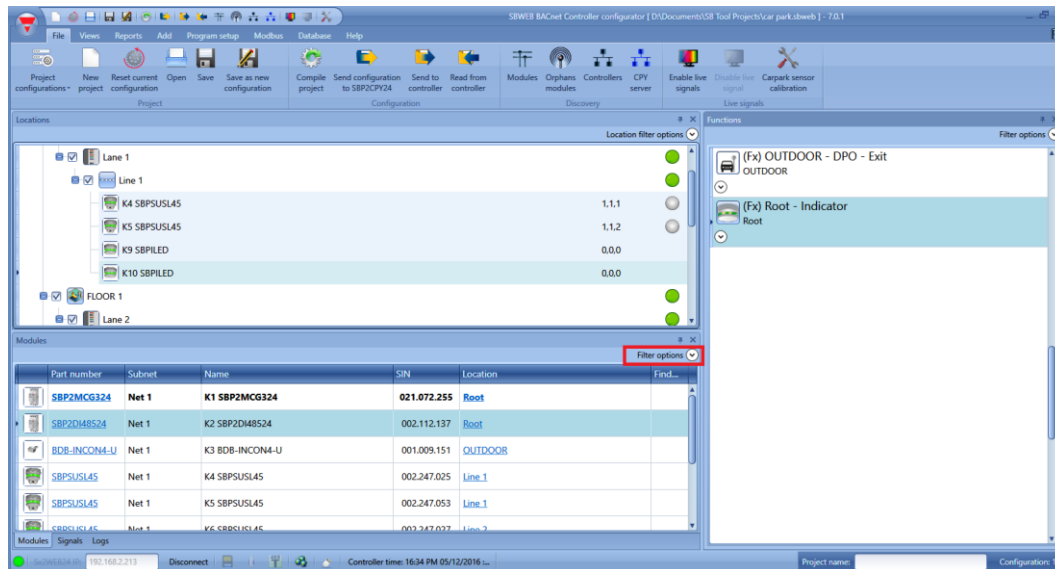 SBWEB BACnet Controller configurator [ D:\Documents\SB Tool Projects\car park.sbweb ] - 7.0.1
File Views Reports Add Program setup Modbus Database Help
Project configurations
New project
Reset current configuration
Open
Save
Save as new configuration
Compile project
Send configuration to SBP2CPY24
Send to controller
Read from controller
Modules
Orphans modules
Controllers
CPY server
Enable live signals
Disable live signal
Carpark sensor calibration
Project Configuration Discovery Live signals
Locations
Location filter options
Lane 1
Line 1
K4 SBPSUSL45 1,1,1
K5 SBPSUSL45 1,1,2
K9 SBPILED 0,0,0
K10 SBPILED 0,0,0
FLOOR 1
Lane 2
Functions
Filter options
(Fx) OUTDOOR - DPO - Exit
OUTDOOR
(Fx) Root - Indicator
Root
Modules
Filter options
Part number Subnet Name SIN Location Find...
SBP2MCG324 Net 1 K1 SBP2MCG324 021.072.255 Root
SBP2DI48524 Net 1 K2 SBP2DI48524 002.112.137 Root
BDB-INCON4-U Net 1 K3 BDB-INCON4-U 001.009.151 OUTDOOR
SBPSUSL45 Net 1 K4 SBPSUSL45 002.247.025 Line 1
SBPSUSL45 Net 1 K5 SBPSUSL45 002.247.053 Line 1
SBPSUSL45 Net 1 K6 SBPSUSL45 002.247.027 Line 2
Modules Signals Logs
192.168.2.213 Disconnect Controller time: 16:34 PM 05/12/2016 :... Project name: Configuration: